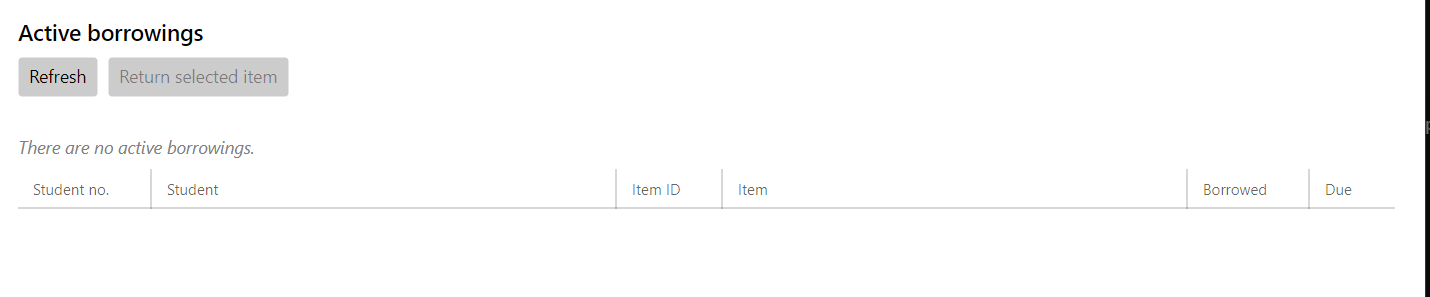 Active borrowings
Refresh Return selected item
There are no active borrowings.
Student no. Student Item ID Item Borrowed Due